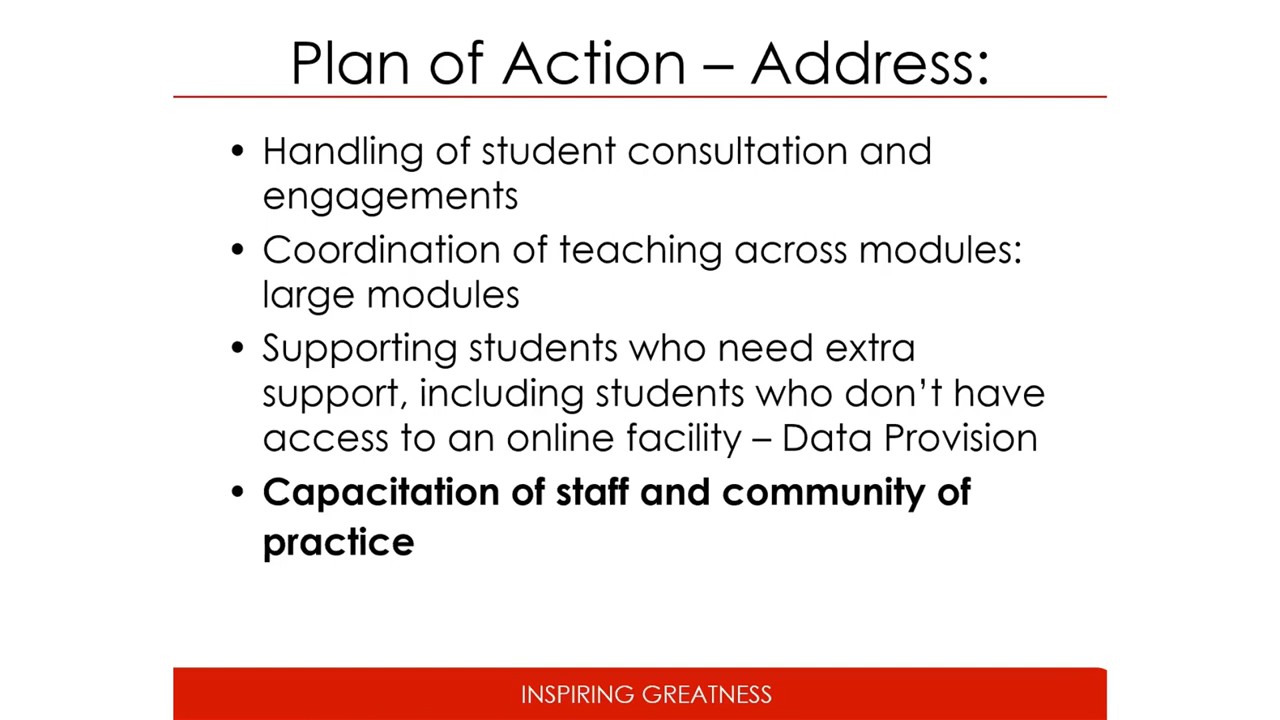 Plan of Action – Address:
• Handling of student consultation and
engagements
• Coordination of teaching across modules:
large modules
• Supporting students who need extra
support, including students who don’t have
access to an online facility – Data Provision
• Capacitation of staff and community of
practice
INSPIRING GREATNESS